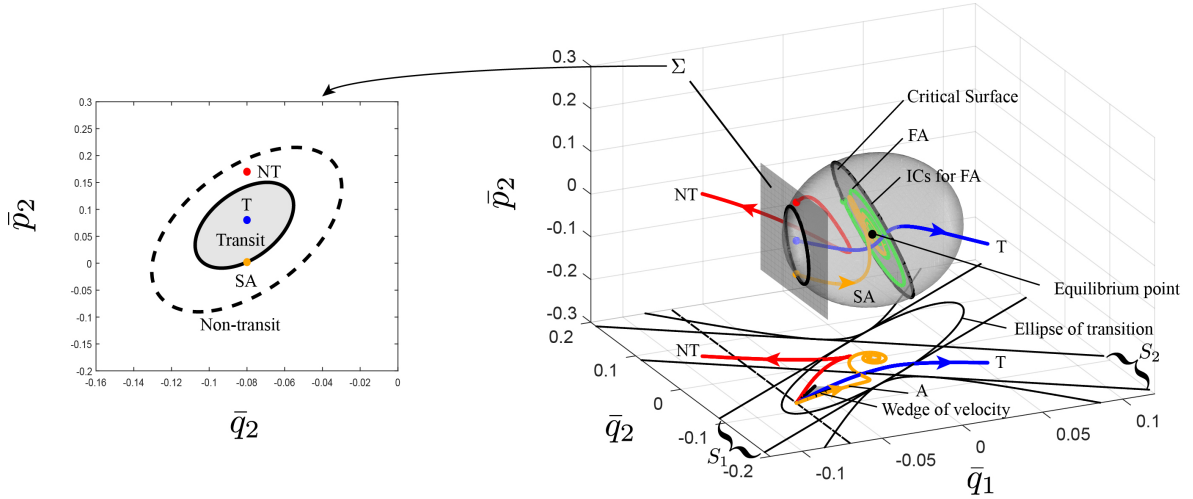 0.3
0.25
0.2
0.15
0.1
0.05
0
-0.05
-0.1
-0.15
-0.2
-0.16
-0.14
-0.12
-0.10
-0.08
-0.06
-0.04
-0.02
0
p̄₂
q̄₂
NT
T
Transit
SA
Non-transit
Σ
0.3
0.2
0.1
0
-0.1
-0.2
-0.3
p̄₂
Critical Surface
FA
ICs for FA
NT
T
SA
Equilibrium point
Ellipse of transition
NT
T
A
Wedge of velocity
S₁
S₂
0.2
0.1
0
-0.1
-0.2
q̄₂
-0.1
-0.05
0
0.05
0.1
q̄₁